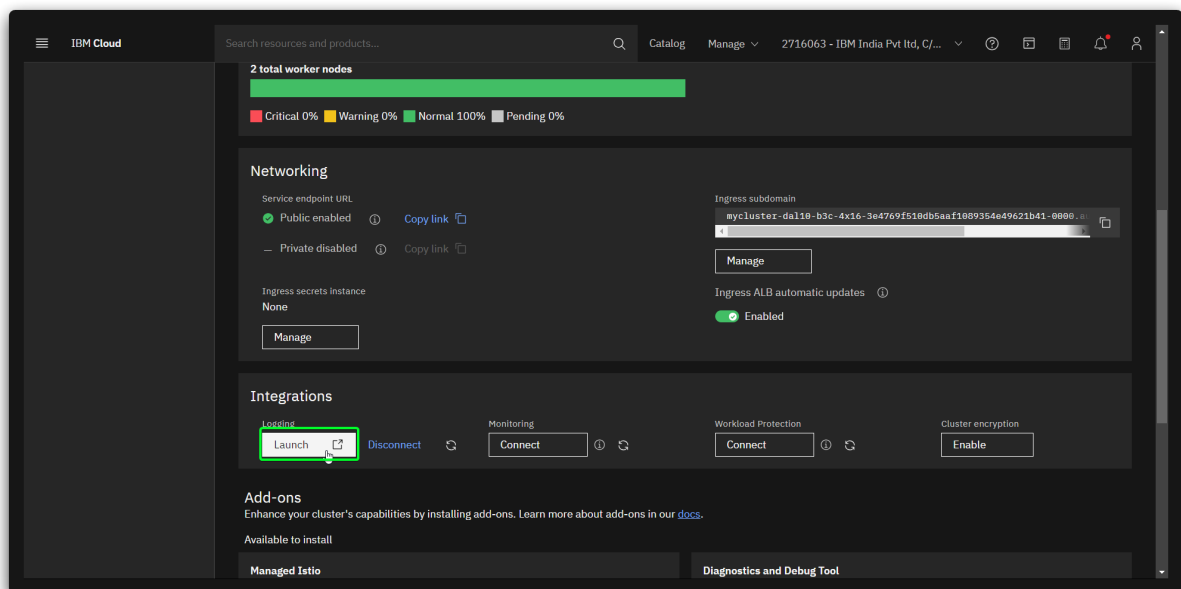 IBM Cloud
Search resources and products...
Catalog
Manage
2716063 - IBM India Pvt ltd, C/...
2 total worker nodes
Critical 0% Warning 0% Normal 100% Pending 0%
Networking
Service endpoint URL
Public enabled
Copy link
Private disabled
Copy link
Ingress secrets instance
None
Manage
Ingress subdomain
mycluster-dal10-b3c-4x16-3e4769f510db5aaf1089354e49621b41-0000.a
Manage
Ingress ALB automatic updates
Enabled
Integrations
Logging
Launch
Disconnect
Monitoring
Connect
Workload Protection
Connect
Cluster encryption
Enable
Add-ons
Enhance your cluster's capabilities by installing add-ons. Learn more about add-ons in our docs.
Available to install
Managed Istio
Diagnostics and Debug Tool